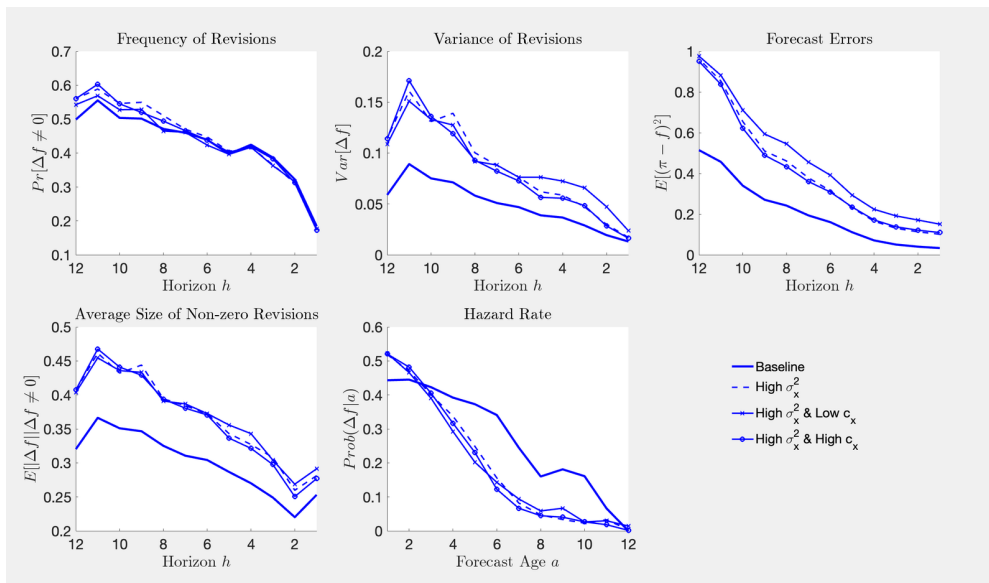 Frequency of Revisions
Pr[Δf ≠ 0]
0.7
0.6
0.5
0.4
0.3
0.2
0.1
12 10 8 6 4 2
Horizon h
Variance of Revisions
Var[Δf]
0.2
0.15
0.1
0.05
0
12 10 8 6 4 2
Horizon h
Forecast Errors
E[(π − f)²]
1
0.8
0.6
0.4
0.2
0
12 10 8 6 4 2
Horizon h
Average Size of Non-zero Revisions
E[|Δf||Δf ≠ 0]
0.5
0.45
0.4
0.35
0.3
0.25
0.2
12 10 8 6 4 2
Horizon h
Hazard Rate
Prob(Δf|a)
0.6
0.5
0.4
0.3
0.2
0.1
0
2 4 6 8 10 12
Forecast Age a
Baseline
High σ²ₓ
High σ²ₓ & Low cₓ
High σ²ₓ & High cₓ